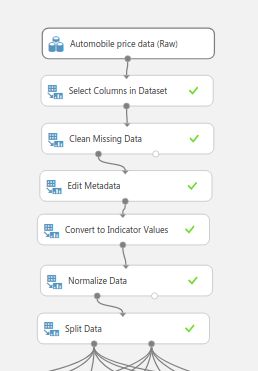 Automobile price data (Raw)
Select Columns in Dataset
Clean Missing Data
Edit Metadata
Convert to Indicator Values
Normalize Data
Split Data